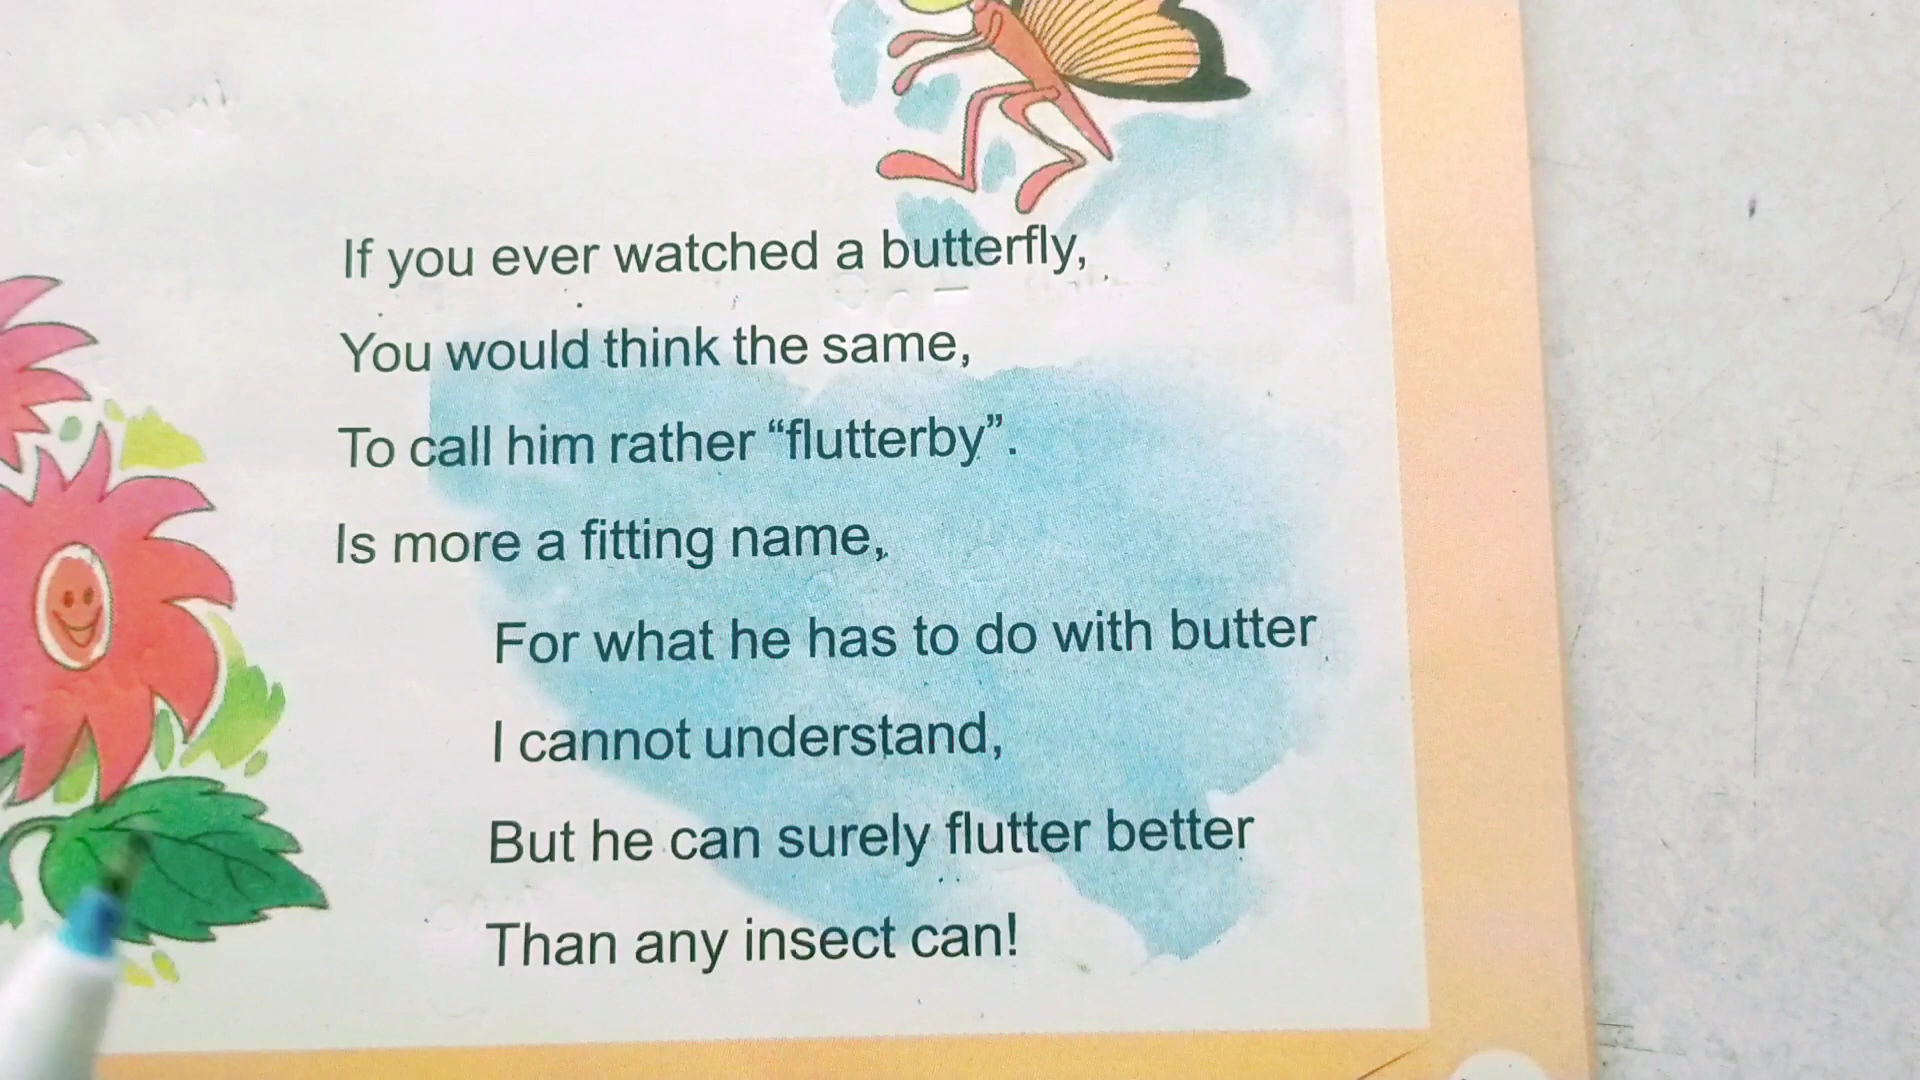 If you ever watched a butterfly,
You would think the same,
To call him rather “flutterby”.
Is more a fitting name,
For what he has to do with butter
I cannot understand,
But he can surely flutter better
Than any insect can!